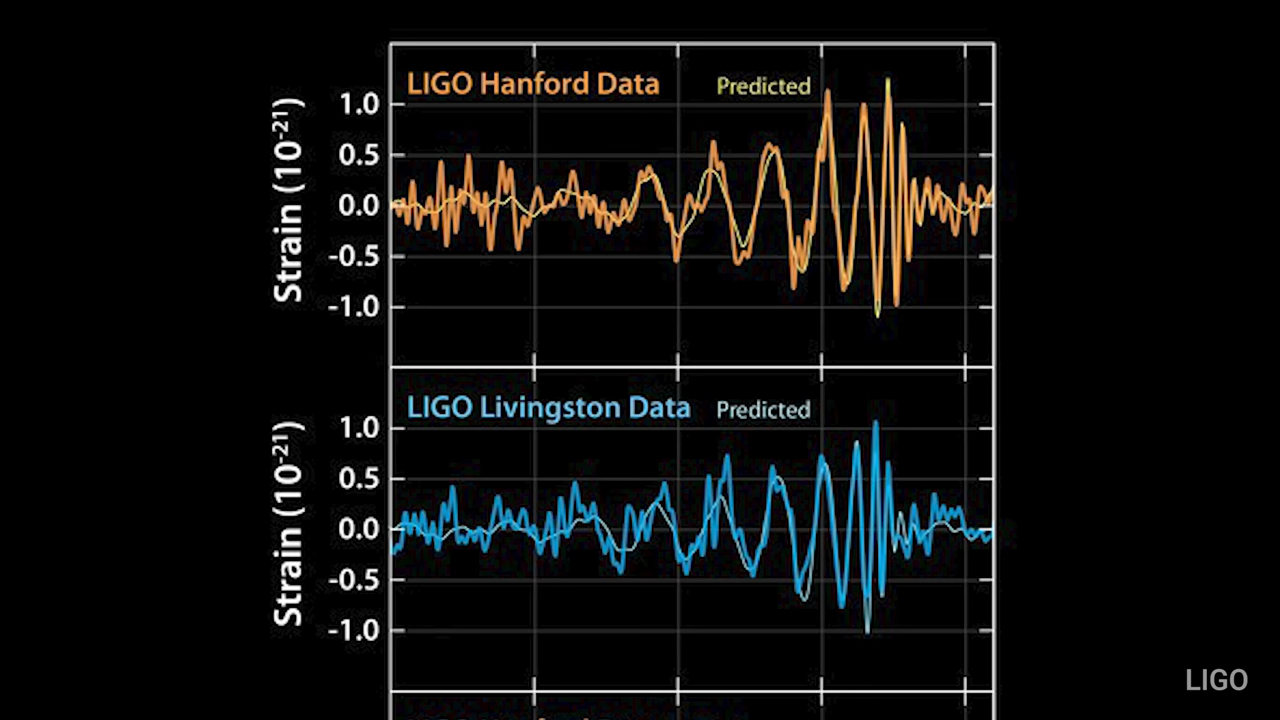 LIGO Hanford Data
Predicted
Strain (10⁻²¹)
1.0
0.5
0.0
-0.5
-1.0
LIGO Livingston Data
Predicted
Strain (10⁻²¹)
1.0
0.5
0.0
-0.5
-1.0
LIGO